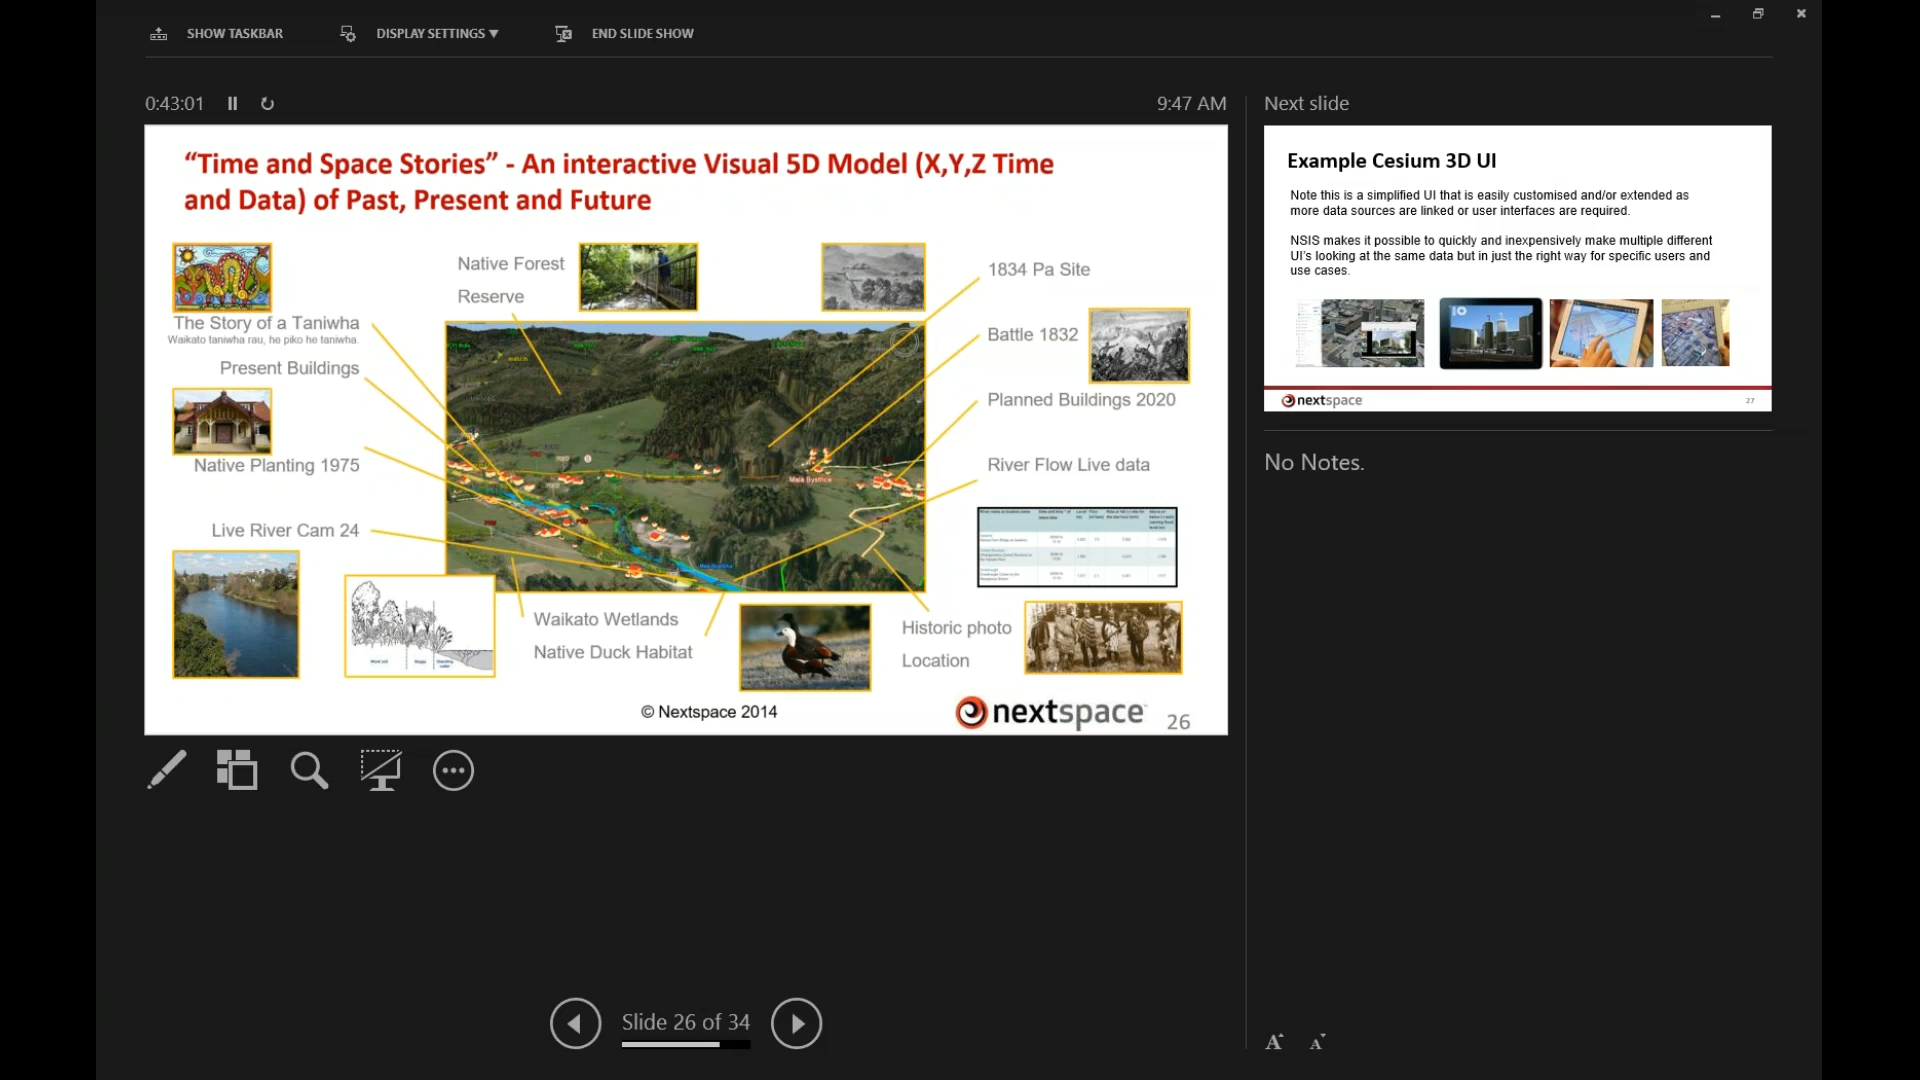 SHOW TASKBAR
DISPLAY SETTINGS ▼
END SLIDE SHOW
0:43:01
9:47 AM
Next slide
“Time and Space Stories” - An interactive Visual 5D Model (X,Y,Z Time
and Data) of Past, Present and Future
Native Forest
Reserve
1834 Pa Site
The Story of a Taniwha
Waikato taniwha rau, he piko he taniwha.
Battle 1832
Present Buildings
Planned Buildings 2020
Native Planting 1975
River Flow Live data
Live River Cam 24
Mala Bystrice
Waikato Wetlands
Native Duck Habitat
Historic photo
Location
© Nextspace 2014
nextspace
26
Example Cesium 3D UI
Note this is a simplified UI that is easily customised and/or extended as
more data sources are linked or user interfaces are required.
NSIS makes it possible to quickly and inexpensively make multiple different
UI's looking at the same data but in just the right way for specific users and
use cases.
nextspace
27
No Notes.
Slide 26 of 34
A A